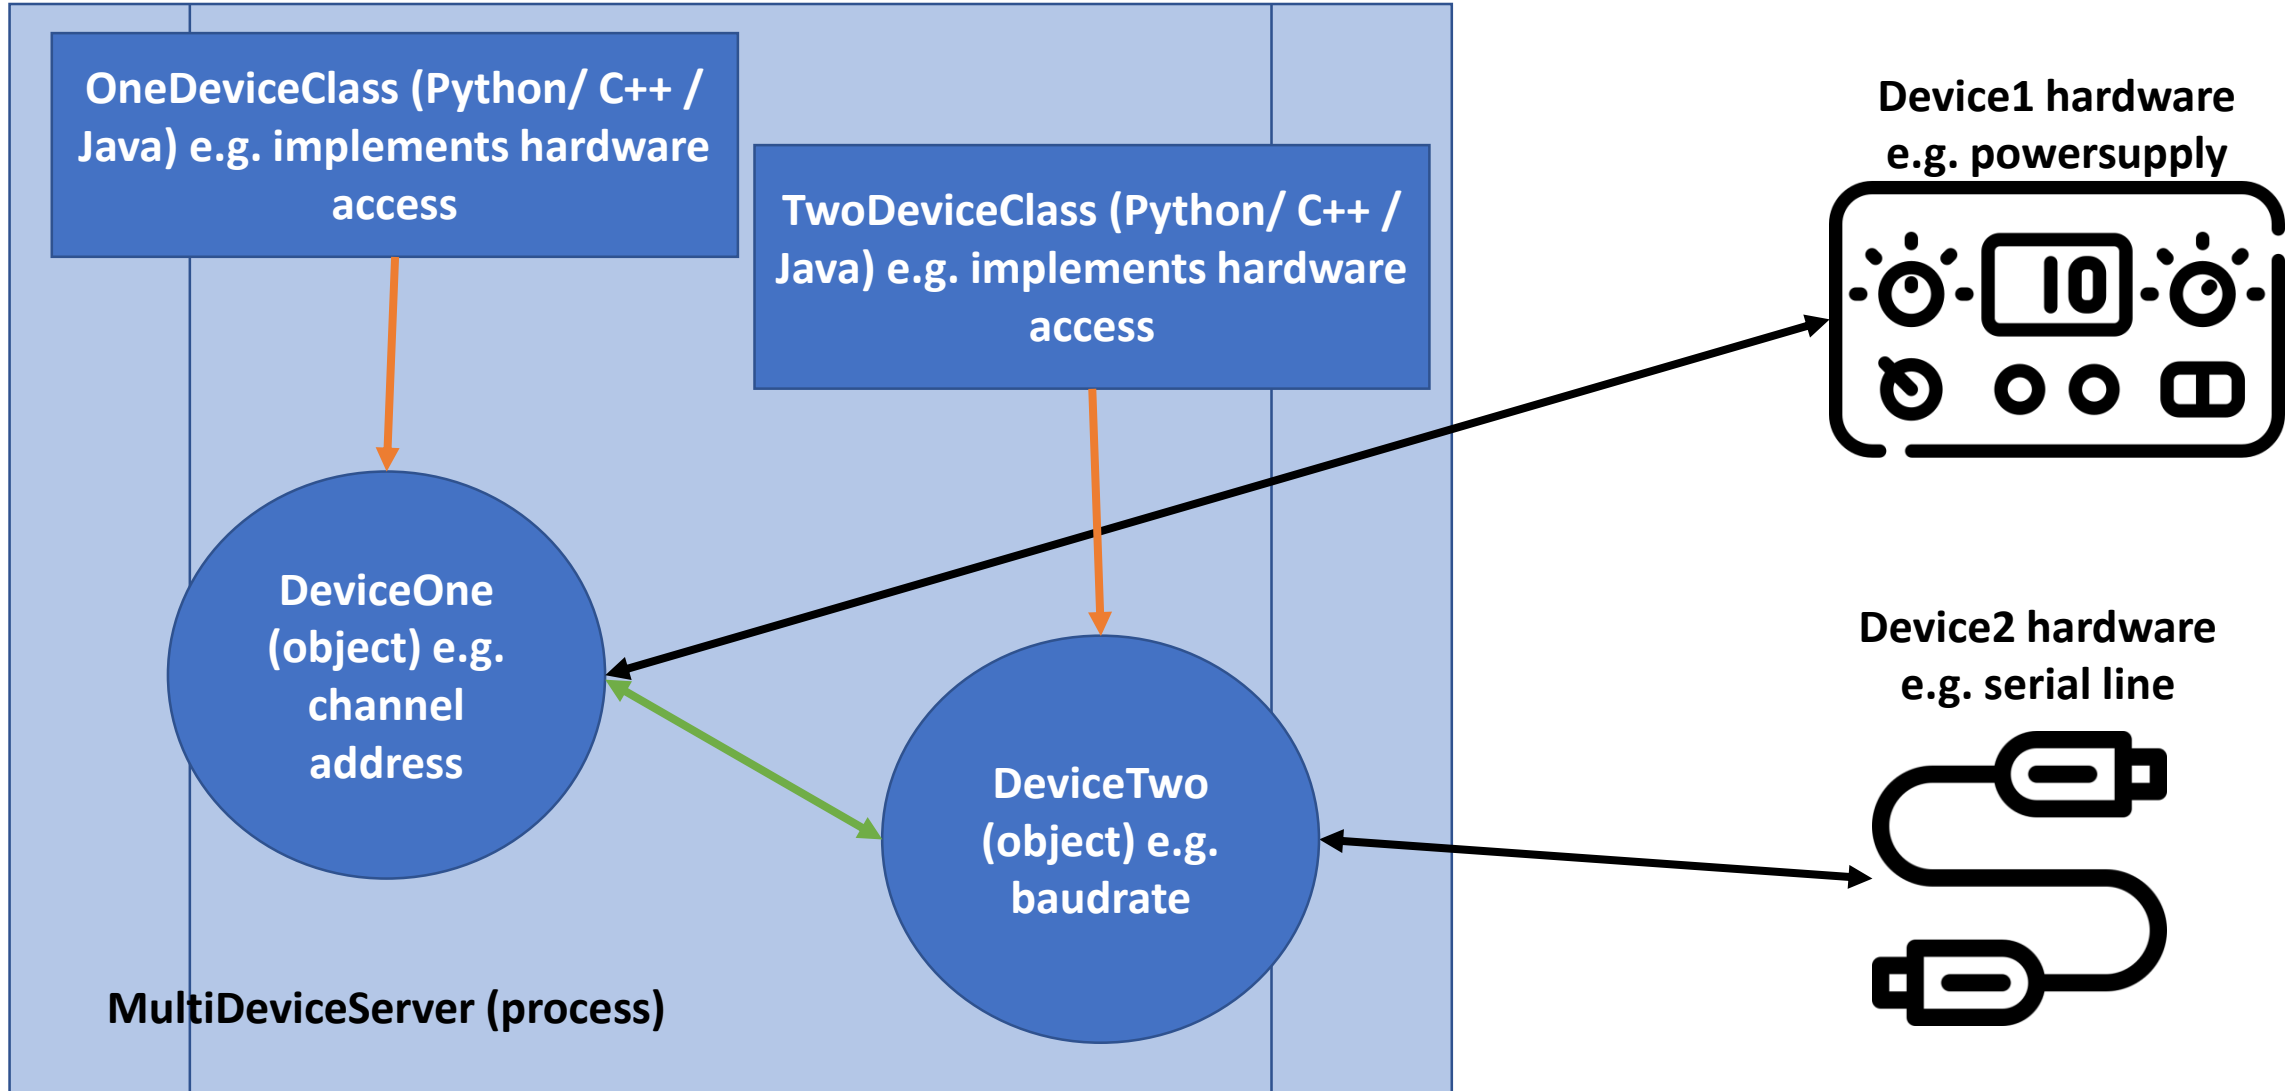 OneDeviceClass (Python/ C++ /
Java) e.g. implements hardware
access
TwoDeviceClass (Python/ C++ /
Java) e.g. implements hardware
access
Device1 hardware
e.g. powersupply
10
DeviceOne
(object) e.g.
channel
address
DeviceTwo
(object) e.g.
baudrate
Device2 hardware
e.g. serial line
MultiDeviceServer (process)